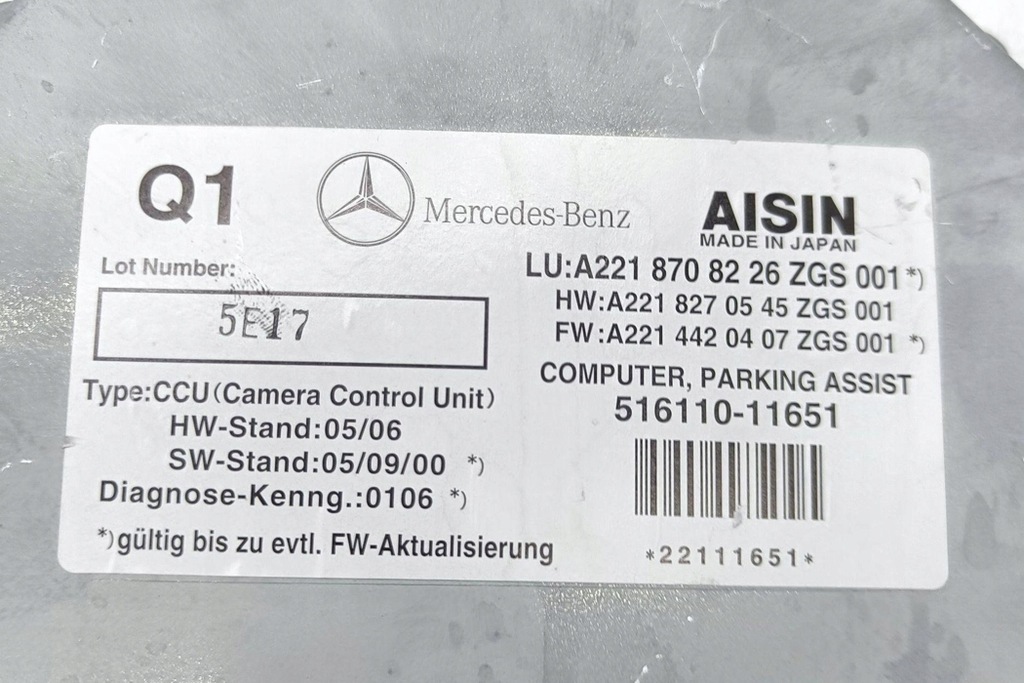 Q1
Mercedes-Benz
AISIN
MADE IN JAPAN
Lot Number:
5E17
Type:CCU(Camera Control Unit)
HW-Stand:05/06
SW-Stand:05/09/00 *)
Diagnose-Kenng.:0106 *)
*)gültig bis zu evtl. FW-Aktualisierung
LU:A221 870 82 26 ZGS 001*)
HW:A221 827 05 45 ZGS 001
FW:A221 442 04 07 ZGS 001 *)
COMPUTER, PARKING ASSIST
516110-11651
*22111651*